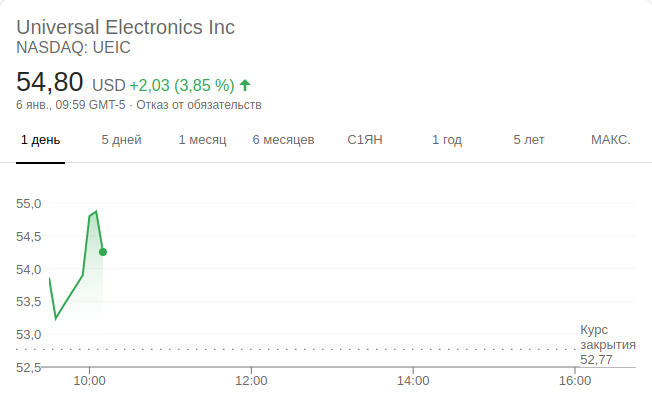 Universal Electronics Inc
NASDAQ: UEIC
54,80 USD +2,03 (3,85 %)
6 янв., 09:59 GMT-5 · Отказ от обязательств
1 день 5 дней 1 месяц 6 месяцев С1ЯН 1 год 5 лет МАКС.
55,0
54,5
54,0
53,5
53,0
52,5
Курс
закрытия
52,77
10:00 12:00 14:00 16:00